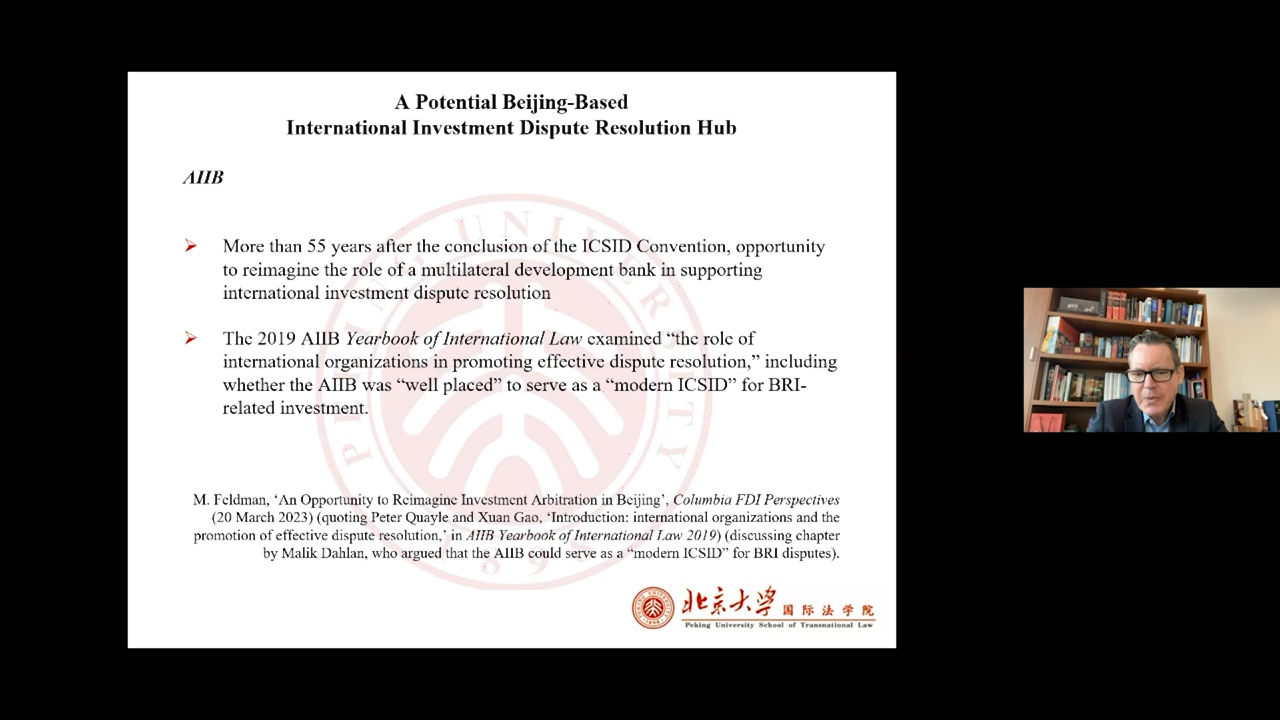 A Potential Beijing-Based
International Investment Dispute Resolution Hub
AIIB
More than 55 years after the conclusion of the ICSID Convention, opportunity
to reimagine the role of a multilateral development bank in supporting
international investment dispute resolution
The 2019 AIIB Yearbook of International Law examined “the role of
international organizations in promoting effective dispute resolution,” including
whether the AIIB was “well placed” to serve as a “modern ICSID” for BRI-
related investment.
M. Feldman, ‘An Opportunity to Reimagine Investment Arbitration in Beijing’, Columbia FDI Perspectives
(20 March 2023) (quoting Peter Quayle and Xuan Gao, ‘Introduction: international organizations and the
promotion of effective dispute resolution,’ in AIIB Yearbook of International Law 2019) (discussing chapter
by Malik Dahlan, who argued that the AIIB could serve as a “modern ICSID” for BRI disputes).
PEKING UNIVERSITY
1898
北京大学 国际法学院
Peking University School of Transnational Law